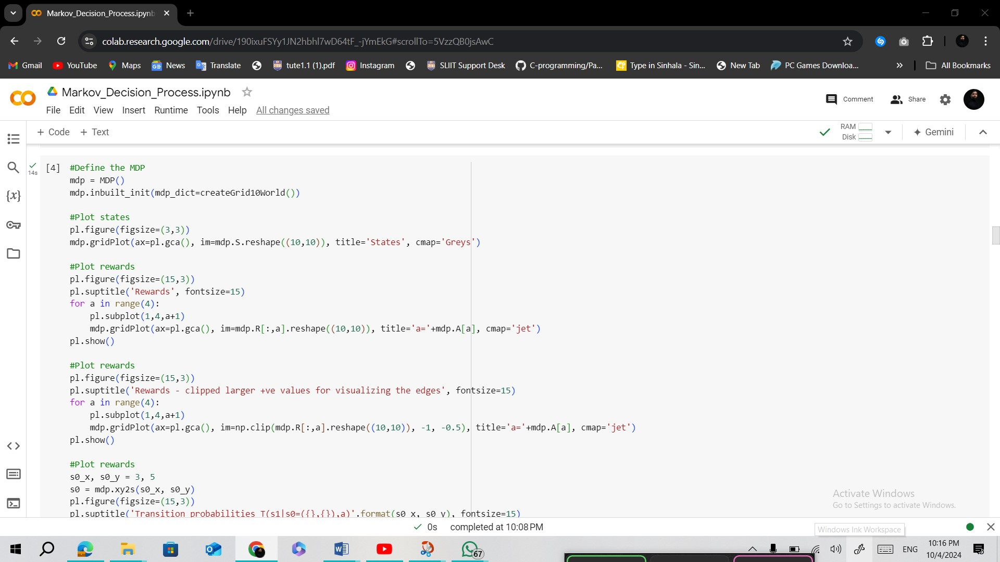 Markov_Decision_Process.ipynb
colab.research.google.com/drive/190ixuFSYy1JN2hbhl7wD64tF_-jYmEkG#scrollTo=5VzzQB0jsAwC
Gmail YouTube Maps News Translate tute1.1 (1).pdf Instagram SLIIT Support Desk C-programming/Pa... Type in Sinhala - Sin... New Tab PC Games Downloa... All Bookmarks
Markov_Decision_Process.ipynb
Comment Share
File Edit View Insert Runtime Tools Help All changes saved
+ Code + Text
RAM
Disk
Gemini
14s
[4] #Define the MDP
mdp = MDP()
mdp.inbuilt_init(mdp_dict=createGrid10World())
#Plot states
pl.figure(figsize=(3,3))
mdp.gridPlot(ax=pl.gca(), im=mdp.S.reshape((10,10)), title='States', cmap='Greys')
#Plot rewards
pl.figure(figsize=(15,3))
pl.suptitle('Rewards', fontsize=15)
for a in range(4):
    pl.subplot(1,4,a+1)
    mdp.gridPlot(ax=pl.gca(), im=mdp.R[:,a].reshape((10,10)), title='a='+mdp.A[a], cmap='jet')
pl.show()
#Plot rewards
pl.figure(figsize=(15,3))
pl.suptitle('Rewards - clipped larger +ve values for visualizing the edges', fontsize=15)
for a in range(4):
    pl.subplot(1,4,a+1)
    mdp.gridPlot(ax=pl.gca(), im=np.clip(mdp.R[:,a].reshape((10,10)), -1, -0.5), title='a='+mdp.A[a], cmap='jet')
pl.show()
#Plot rewards
s0_x, s0_y = 3, 5
s0 = mdp.xy2s(s0_x, s0_y)
pl.figure(figsize=(15,3))
pl.suptitle('Transition probabilities T(s1|s0=({},{}),a)'.format(s0_x, s0_y), fontsize=15)
Activate Windows
Go to Settings to activate Windows.
0s completed at 10:08 PM
Windows Ink Workspace
67
ENG
10:16 PM
10/4/2024